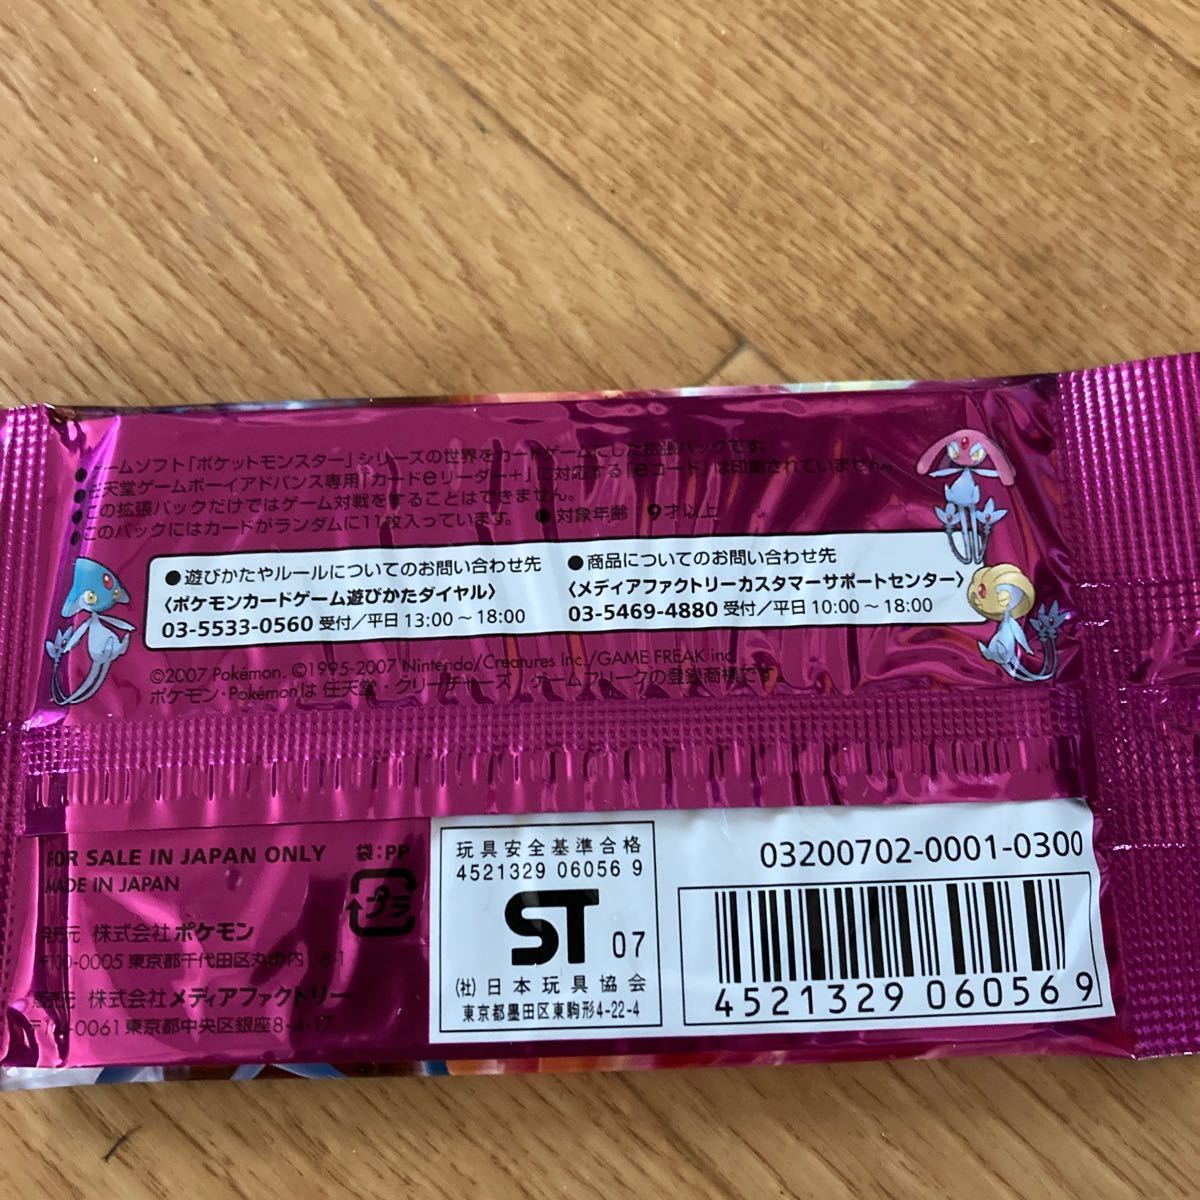 ●ゲームソフト「ポケットモンスター」シリーズの世界をカードゲームにした拡張パックです。
●任天堂ゲームボーイアドバンス専用「カードeリーダー+」に対応する「eコード」は印刷されていません。
●この拡張パックだけではゲーム対戦をすることはできません。
●このパックにはカードがランダムに11枚入っています。 ●対象年齢 9才以上
●遊びかたやルールについてのお問い合わせ先
〈ポケモンカードゲーム遊びかたダイヤル〉
03-5533-0560 受付/平日 13:00～18:00
●商品についてのお問い合わせ先
〈メディアファクトリーカスタマーサポートセンター〉
03-5469-4880 受付/平日 10:00～18:00
©2007 Pokémon. ©1995-2007 Nintendo/Creatures Inc./GAME FREAK inc.
ポケモン・Pokémonは 任天堂・クリーチャーズ・ゲームフリークの登録商標です。
FOR SALE IN JAPAN ONLY
MADE IN JAPAN
袋:PP
プラ
発売元 株式会社ポケモン
〒100-0005 東京都千代田区丸の内1-8-1
販売元 株式会社メディアファクトリー
〒104-0061 東京都中央区銀座8-4-17
玩具安全基準合格
4521329 06056 9
ST 07
(社)日本玩具協会
東京都墨田区東駒形4-22-4
03200702-0001-0300
4521329 060569